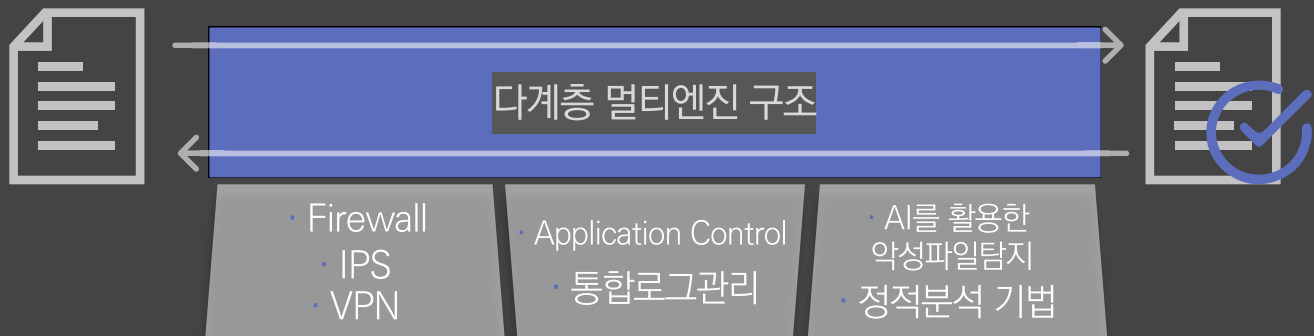 다계층 멀티엔진 구조
· Firewall
· IPS
· VPN
· Application Control
· 통합로그관리
· AI를 활용한
악성파일탐지
· 정적분석 기법